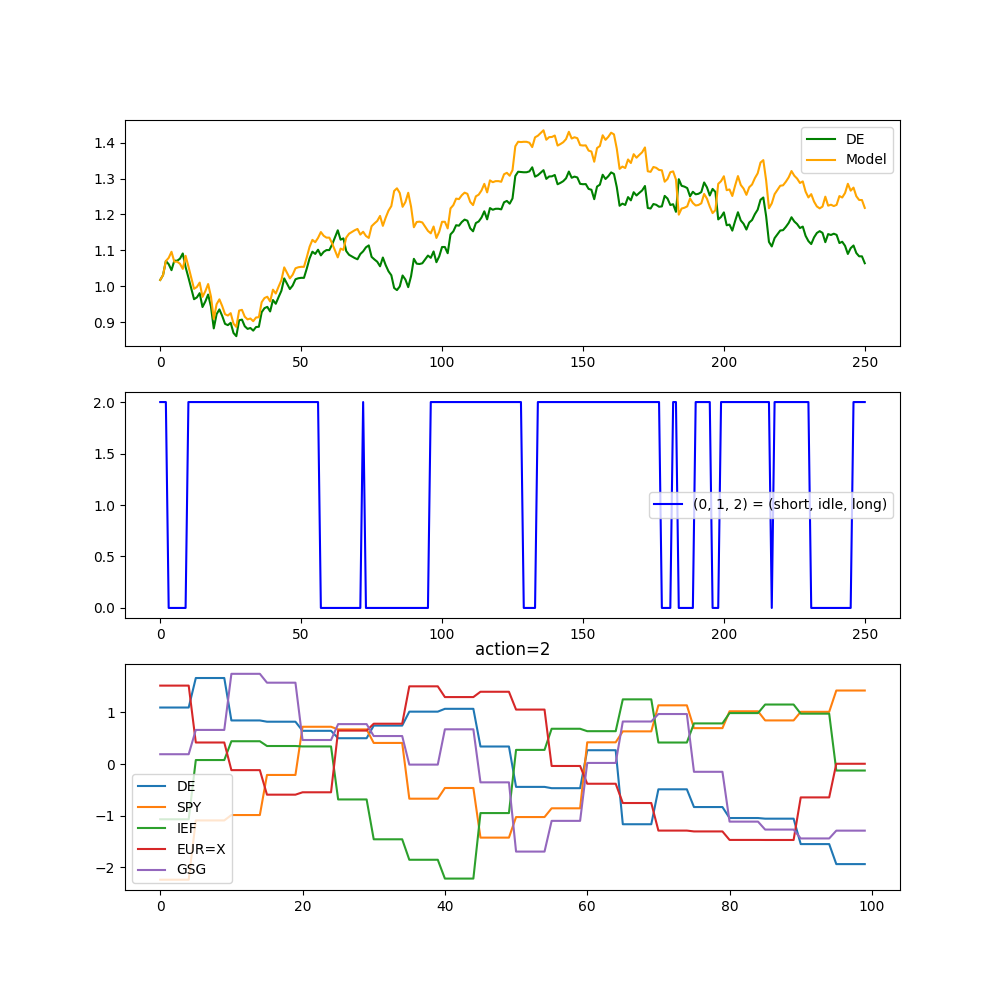 1.4
1.3
1.2
1.1
1.0
0.9
DE
Model
0 50 100 150 200 250
2.0
1.5
1.0
0.5
0.0
(0, 1, 2) = (short, idle, long)
0 50 100 150 200 250
action=2
1
0
−1
−2
DE
SPY
IEF
EUR=X
GSG
0 20 40 60 80 100